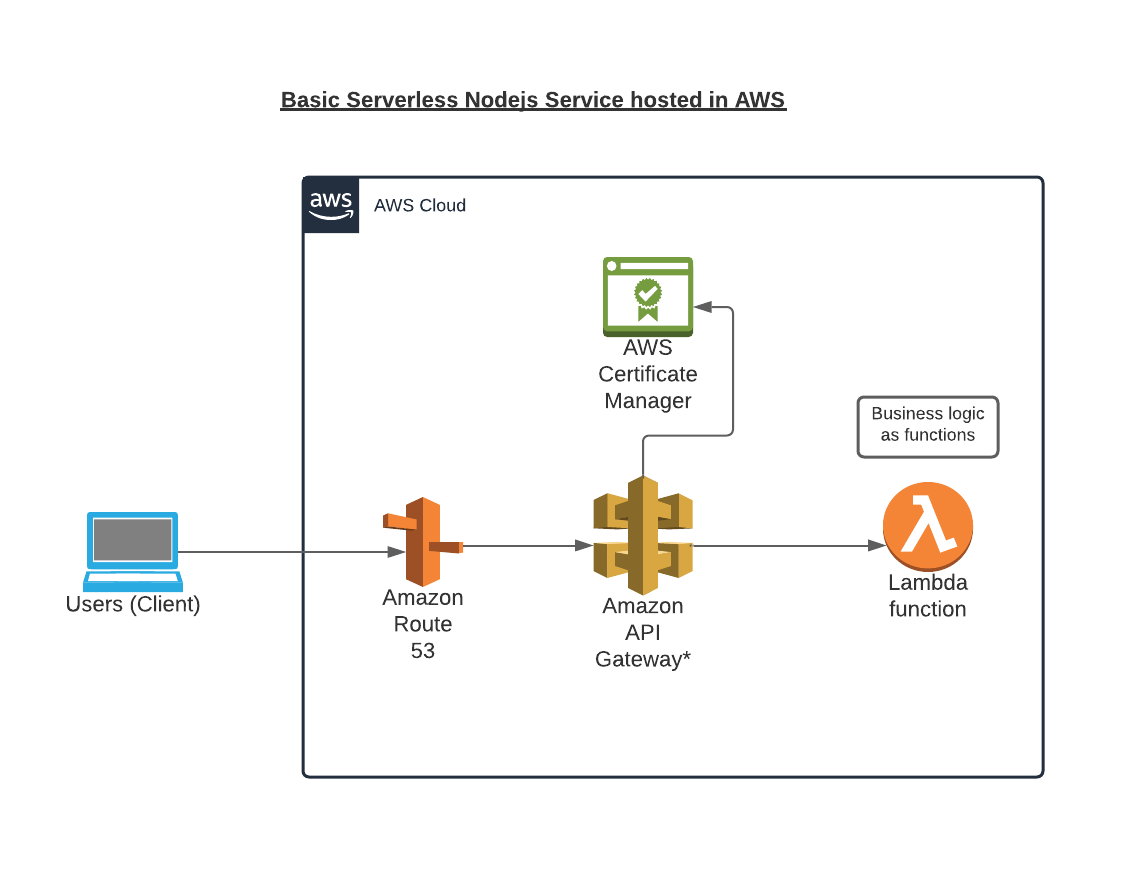 Basic Serverless Nodejs Service hosted in AWS
aws
AWS Cloud
AWS
Certificate
Manager
Business logic
as functions
Users (Client)
Amazon
Route
53
Amazon
API
Gateway*
Lambda
function